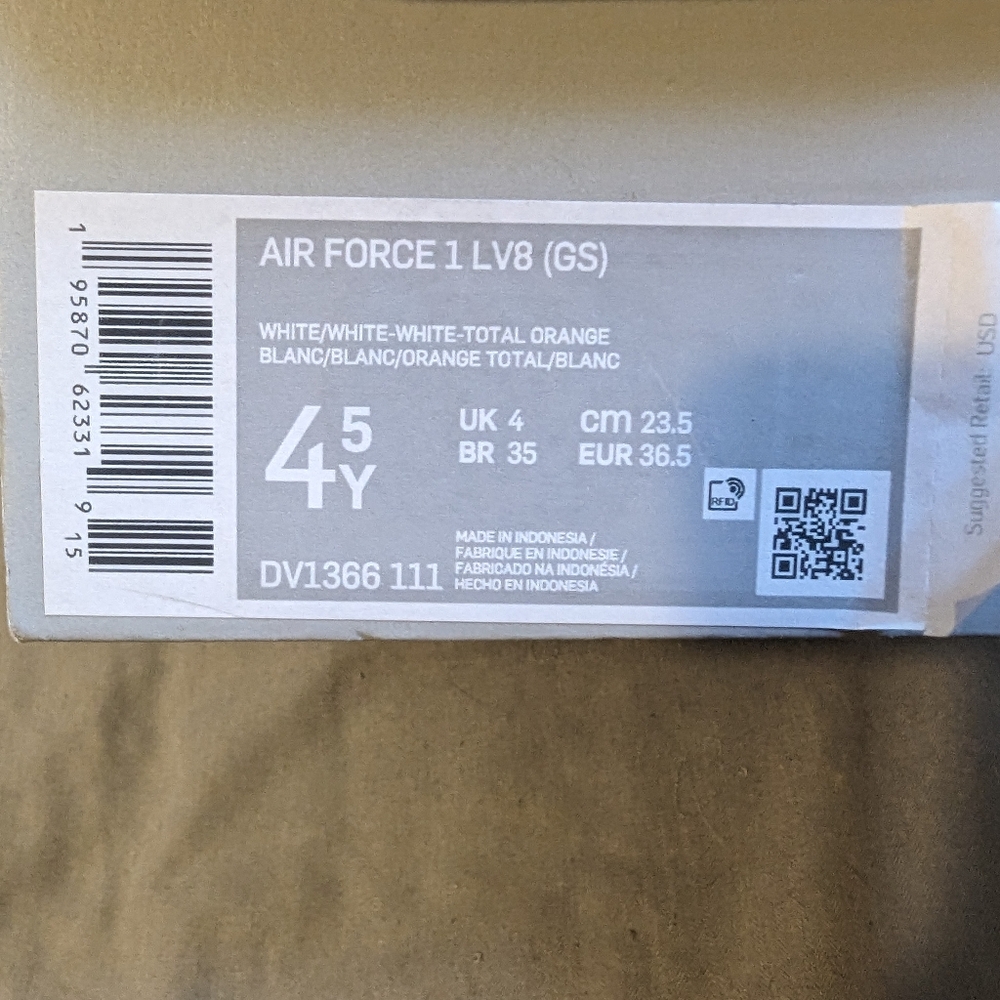 AIR FORCE 1 LV8 (GS)
WHITE/WHITE-WHITE-TOTAL ORANGE
BLANC/BLANC/ORANGE TOTAL/BLANC
4 5 Y
UK 4 cm 23.5
BR 35 EUR 36.5
RFID
MADE IN INDONESIA /
FABRIQUE EN INDONESIE /
FABRICADO NA INDONÉSIA /
HECHO EN INDONESIA
DV1366 111
1 95870 62331 9 15
Suggested Retail: USD